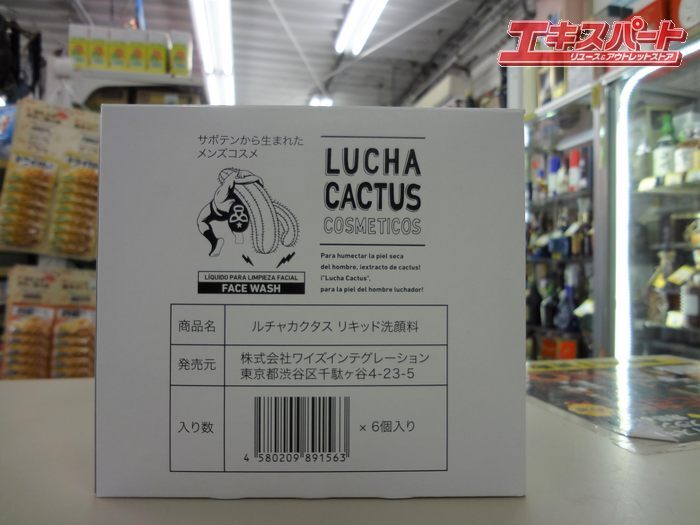 エキスパート
リユース&アウトレットストア
サボテンから生まれた
メンズコスメ
LUCHA
CACTUS
COSMETICOS
Para humectar la piel seca
del hombre, ¡extracto de cactus!
¡"Lucha Cactus",
para la piel del hombre luchador!
LÍQUIDO PARA LIMPIEZA FACIAL
FACE WASH
商品名 ルチャカクタス リキッド洗顔料
発売元 株式会社ワイズインテグレーション
東京都渋谷区千駄ヶ谷4-23-5
入り数 × 6個入り
4 580209 891563